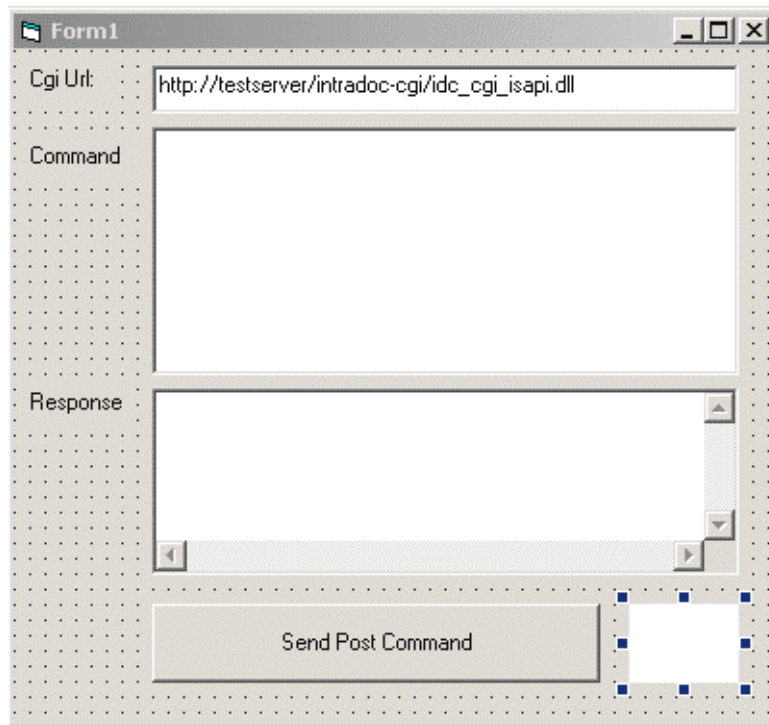 Form1
Cgi Url:
http://testserver/intradoc-cgi/idc_cgi_isapi.dll
Command
Response
Send Post Command